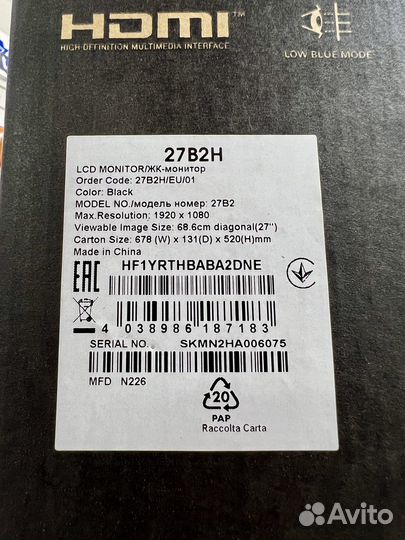 HDMI™
HIGH-DEFINITION MULTIMEDIA INTERFACE
LOW BLUE MODE
27B2H
LCD MONITOR/ЖК-монитор
Order Code: 27B2H/EU/01
Color: Black
MODEL NO./модель номер: 27B2
Max.Resolution: 1920 x 1080
Viewable Image Size: 68.6cm diagonal(27'')
Carton Size: 678 (W) x 131(D) x 520(H)mm
Made in China
EAC
HF1YRTHBABA2DNE
4 038986 187183
SERIAL NO. SKMN2HA006075
MFD N226
20
PAP
Raccolta Carta
Avito